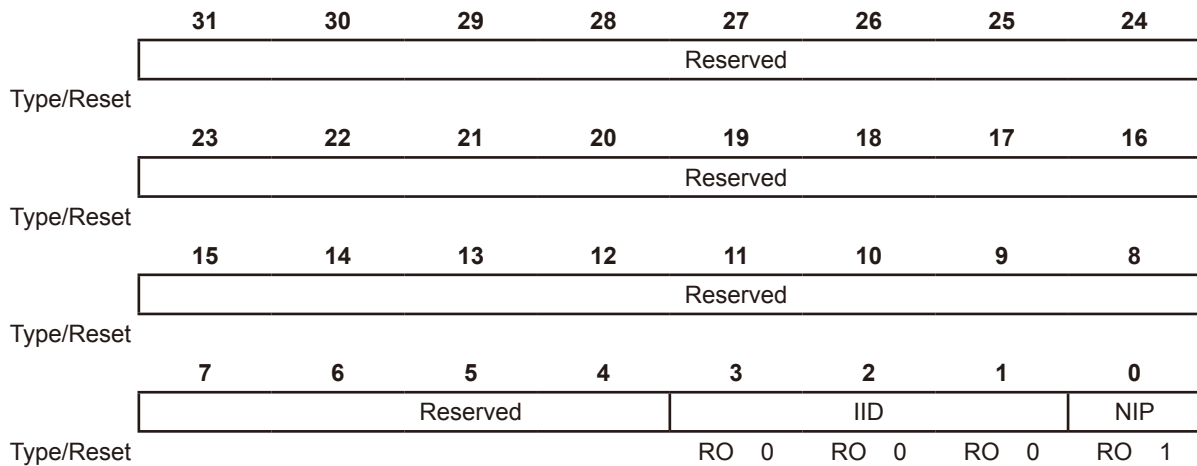 31 30 29 28 27 26 25 24
Reserved
Type/Reset
23 22 21 20 19 18 17 16
Reserved
Type/Reset
15 14 13 12 11 10 9 8
Reserved
Type/Reset
7 6 5 4 3 2 1 0
Reserved IID NIP
Type/Reset RO 0 RO 0 RO 0 RO 1